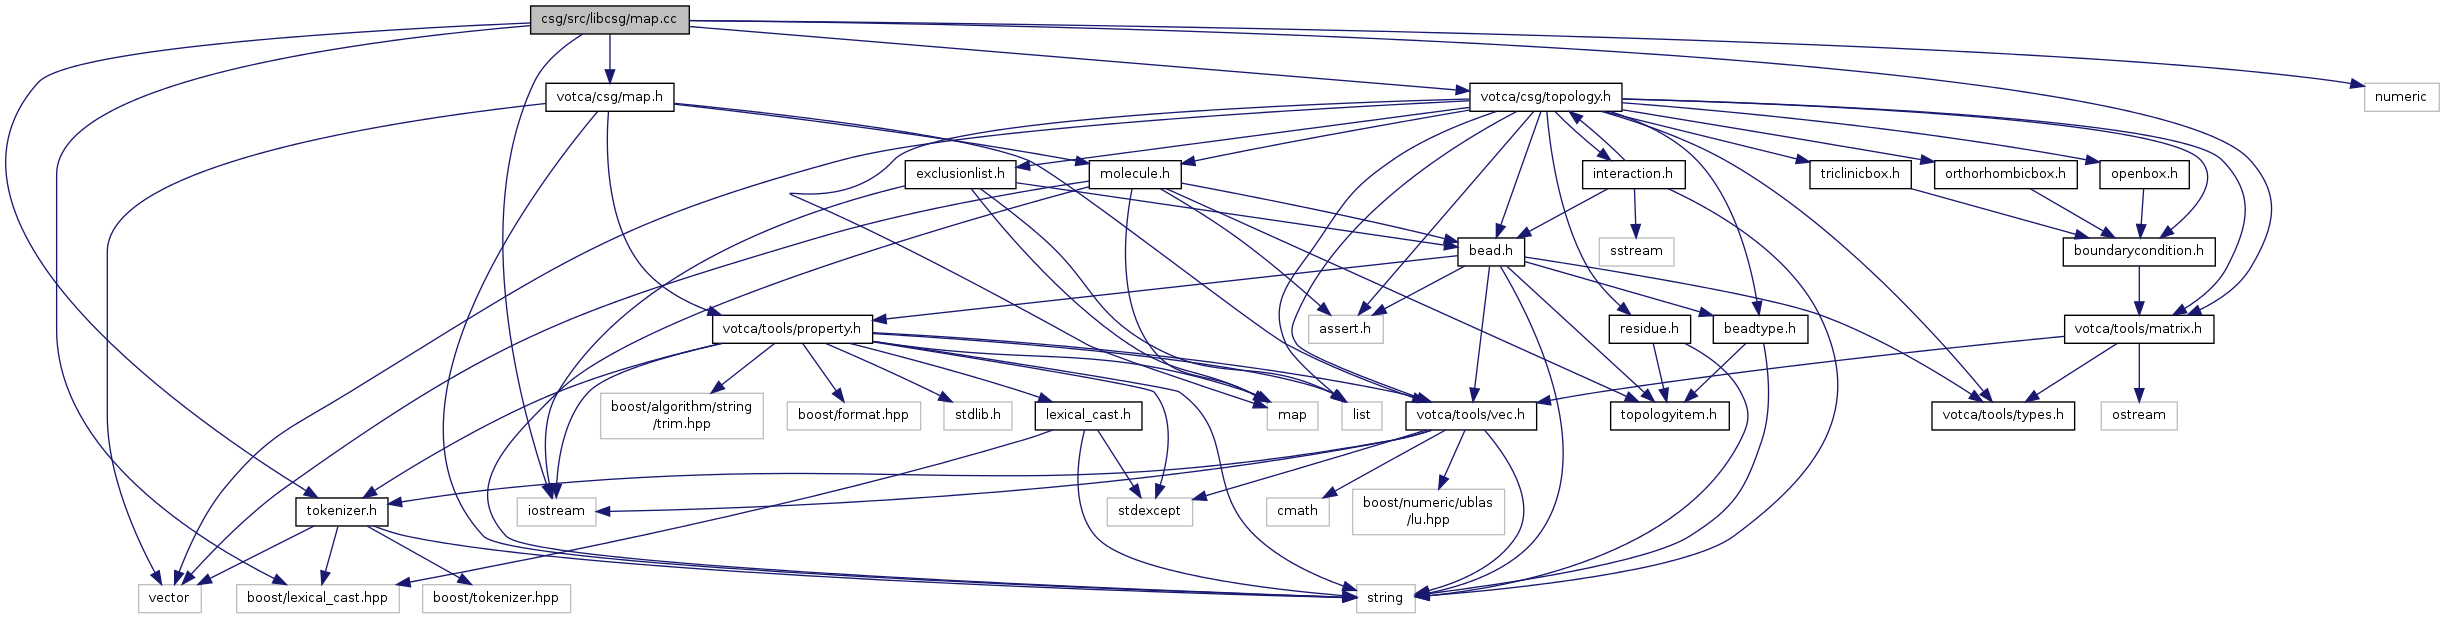 csg/src/libcsg/map.cc
votca/csg/map.h
votca/csg/topology.h
numeric
exclusionlist.h
molecule.h
interaction.h
triclinicbox.h
orthorhombicbox.h
openbox.h
bead.h
sstream
boundarycondition.h
votca/tools/property.h
assert.h
residue.h
beadtype.h
votca/tools/matrix.h
boost/algorithm/string
/trim.hpp
boost/format.hpp
stdlib.h
lexical_cast.h
map
list
votca/tools/vec.h
topologyitem.h
votca/tools/types.h
ostream
tokenizer.h
iostream
stdexcept
cmath
boost/numeric/ublas
/lu.hpp
vector
boost/lexical_cast.hpp
boost/tokenizer.hpp
string